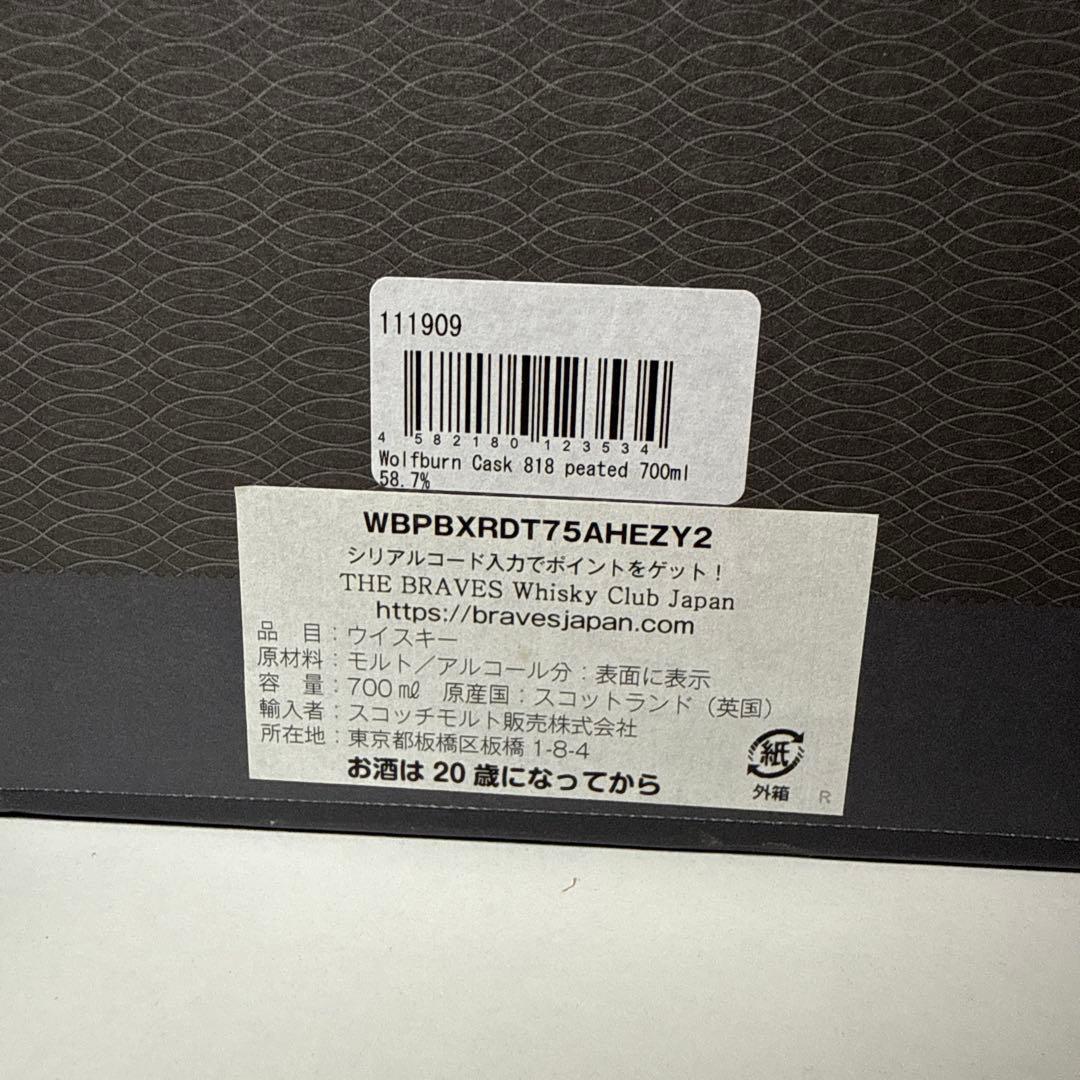 111909
4 582180 123534
Wolfburn Cask 818 peated 700ml
58.7%
WBPBXRDT75AHEZY2
シリアルコード入力でポイントをゲット！
THE BRAVES Whisky Club Japan
https://bravesjapan.com
品　目：ウイスキー
原材料：モルト／アルコール分：表面に表示
容　量：700㎖　原産国：スコットランド（英国）
輸入者：スコッチモルト販売株式会社
所在地：東京都板橋区板橋 1-8-4
お酒は 20 歳になってから
紙
外箱
R